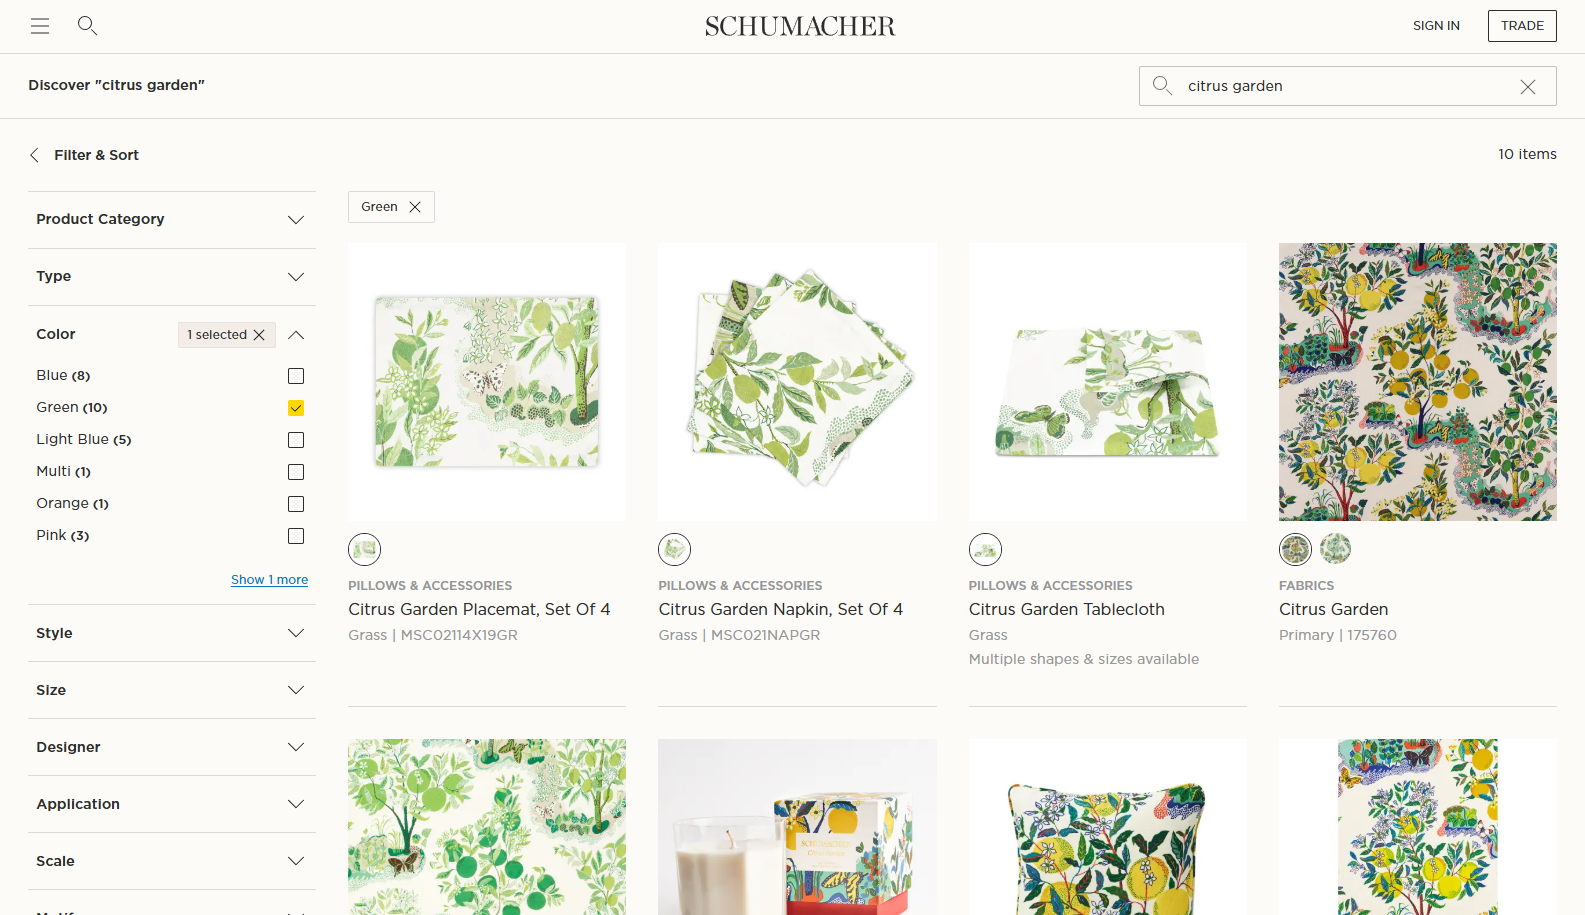 SCHUMACHER
SIGN IN
TRADE
Discover "citrus garden"
citrus garden
Filter & Sort
10 items
Product Category
Type
Color
1 selected
Blue (8)
Green (10)
Light Blue (5)
Multi (1)
Orange (1)
Pink (3)
Show 1 more
Style
Size
Designer
Application
Scale
Green
PILLOWS & ACCESSORIES
Citrus Garden Placemat, Set Of 4
Grass | MSC02114X19GR
PILLOWS & ACCESSORIES
Citrus Garden Napkin, Set Of 4
Grass | MSC021NAPGR
PILLOWS & ACCESSORIES
Citrus Garden Tablecloth
Grass
Multiple shapes & sizes available
FABRICS
Citrus Garden
Primary | 175760
SCHUMACHER
Citrus Garden